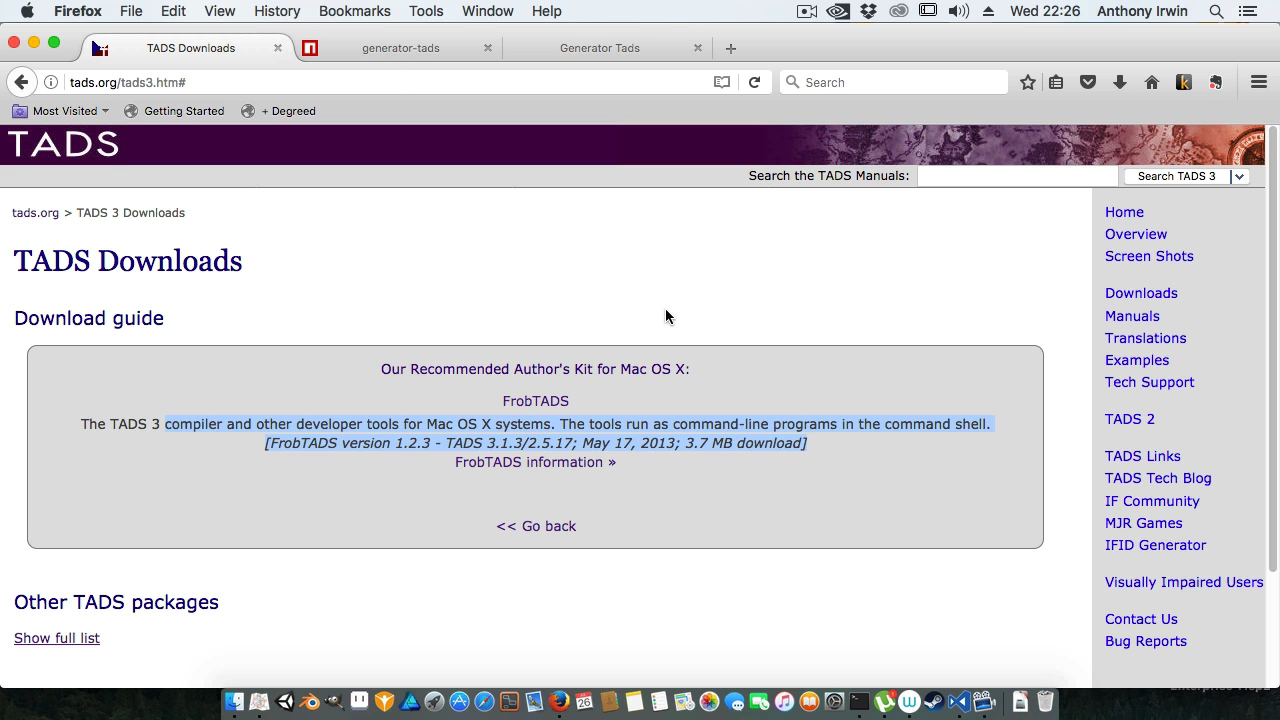 Firefox File Edit View History Bookmarks Tools Window Help Wed 22:26 Anthony Irwin
TADS Downloads generator-tads Generator Tads
tads.org/tads3.htm# Search
Most Visited Getting Started + Degreed
TADS
Search the TADS Manuals: Search TADS 3
tads.org > TADS 3 Downloads
TADS Downloads
Download guide
Our Recommended Author's Kit for Mac OS X:
FrobTADS
The TADS 3 compiler and other developer tools for Mac OS X systems. The tools run as command-line programs in the command shell.
[FrobTADS version 1.2.3 - TADS 3.1.3/2.5.17; May 17, 2013; 3.7 MB download]
FrobTADS information »
<< Go back
Other TADS packages
Show full list
Home
Overview
Screen Shots
Downloads
Manuals
Translations
Examples
Tech Support
TADS 2
TADS Links
TADS Tech Blog
IF Community
MJR Games
IFID Generator
Visually Impaired Users
Contact Us
Bug Reports